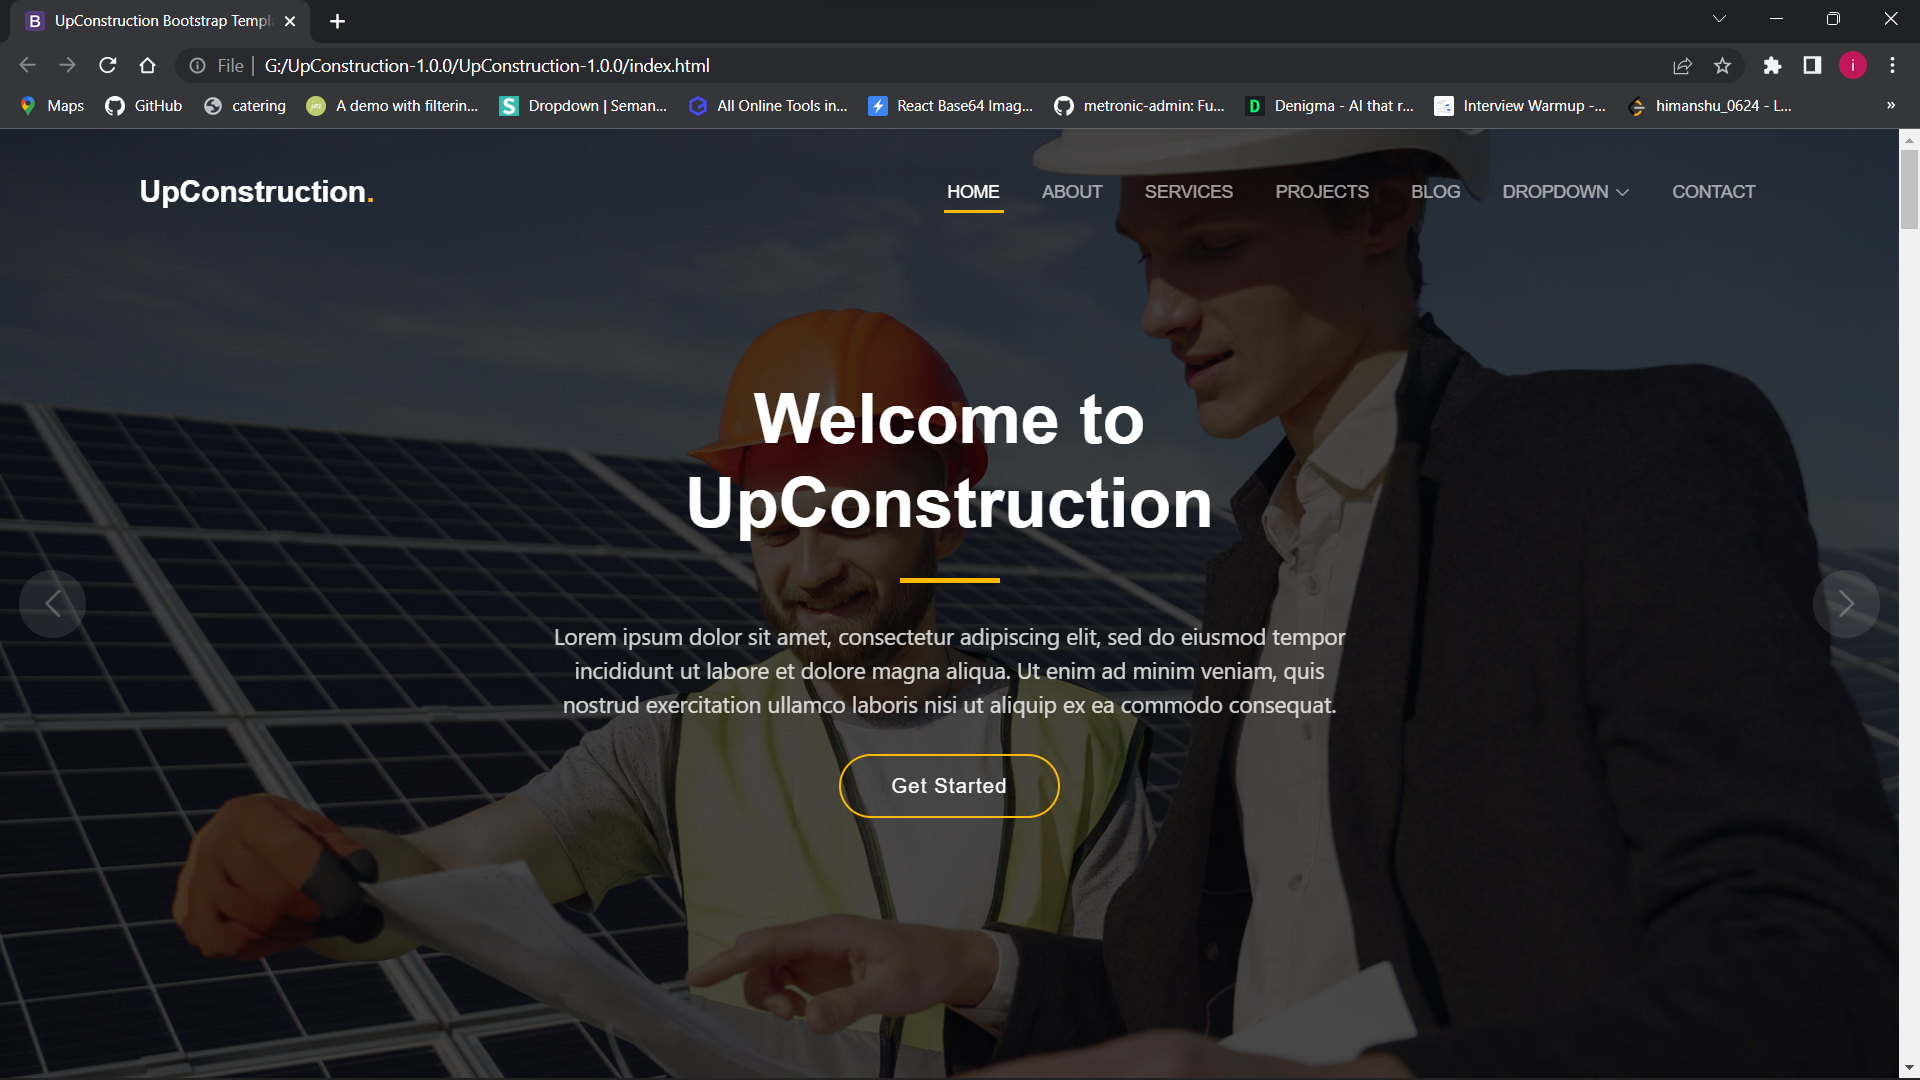 B UpConstruction Bootstrap Templ
File G:/UpConstruction-1.0.0/UpConstruction-1.0.0/index.html i
Maps GitHub catering A demo with filterin... S Dropdown | Seman... All Online Tools in... React Base64 Imag... metronic-admin: Fu... D Denigma - AI that r... Interview Warmup -... himanshu_0624 - L... »
UpConstruction. HOME ABOUT SERVICES PROJECTS BLOG DROPDOWN CONTACT
Welcome to
UpConstruction
Lorem ipsum dolor sit amet, consectetur adipiscing elit, sed do eiusmod tempor
incididunt ut labore et dolore magna aliqua. Ut enim ad minim veniam, quis
nostrud exercitation ullamco laboris nisi ut aliquip ex ea commodo consequat.
Get Started